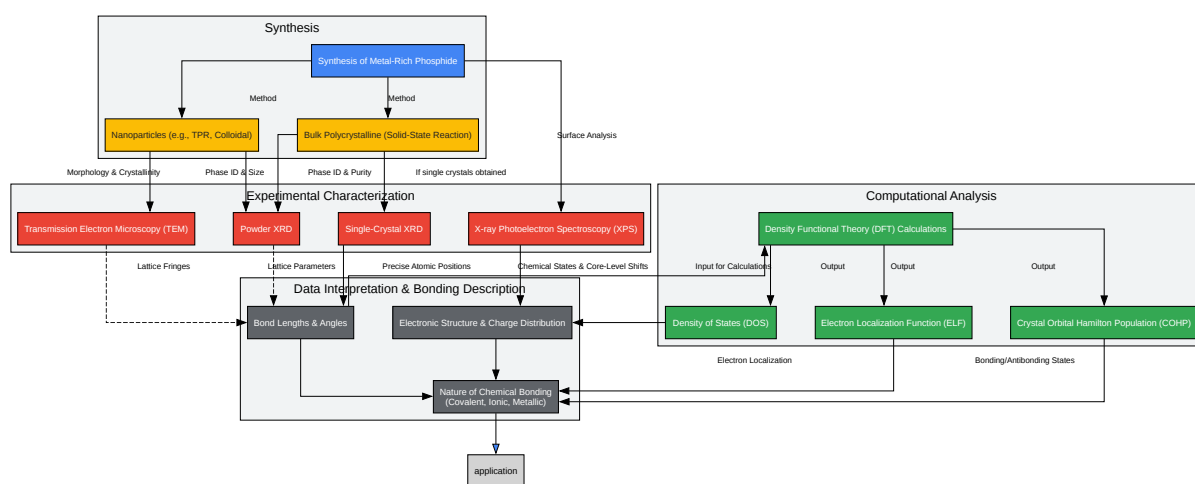 Synthesis
Synthesis of Metal-Rich Phosphide
Method
Method
Nanoparticles (e.g., TPR, Colloidal)
Bulk Polycrystalline (Solid-State Reaction)
Surface Analysis
Morphology & Crystallinity
Phase ID & Size
Phase ID & Purity
If single crystals obtained
Experimental Characterization
Computational Analysis
Transmission Electron Microscopy (TEM)
Powder XRD
Single-Crystal XRD
X-ray Photoelectron Spectroscopy (XPS)
Density Functional Theory (DFT) Calculations
Lattice Fringes
Lattice Parameters
Precise Atomic Positions
Chemical States & Core-Level Shifts
Input for Calculations
Output
Output
Output
Data Interpretation & Bonding Description
Bond Lengths & Angles
Electronic Structure & Charge Distribution
Density of States (DOS)
Electron Localization Function (ELF)
Crystal Orbital Hamilton Population (COHP)
Electron Localization
Bonding/Antibonding States
Nature of Chemical Bonding
(Covalent, Ionic, Metallic)
application